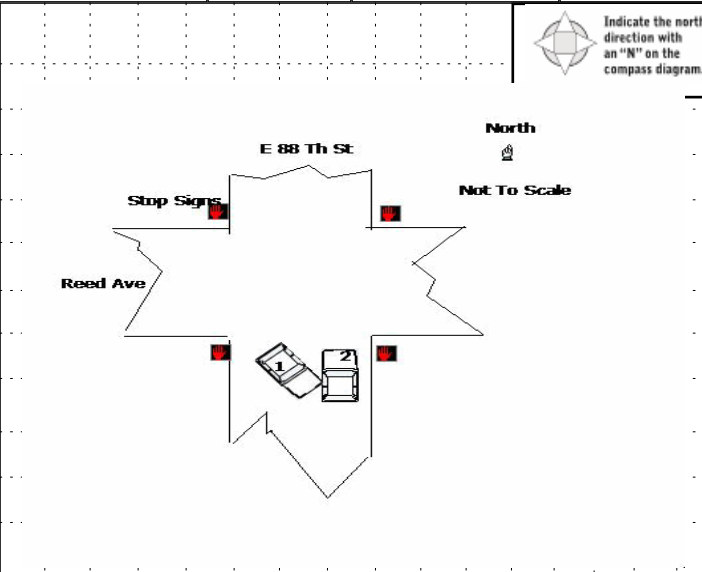 Indicate the north
direction with
an “N” on the
compass diagram.
North
E 88 Th St
Not To Scale
Stop Signs
Reed Ave
1
2